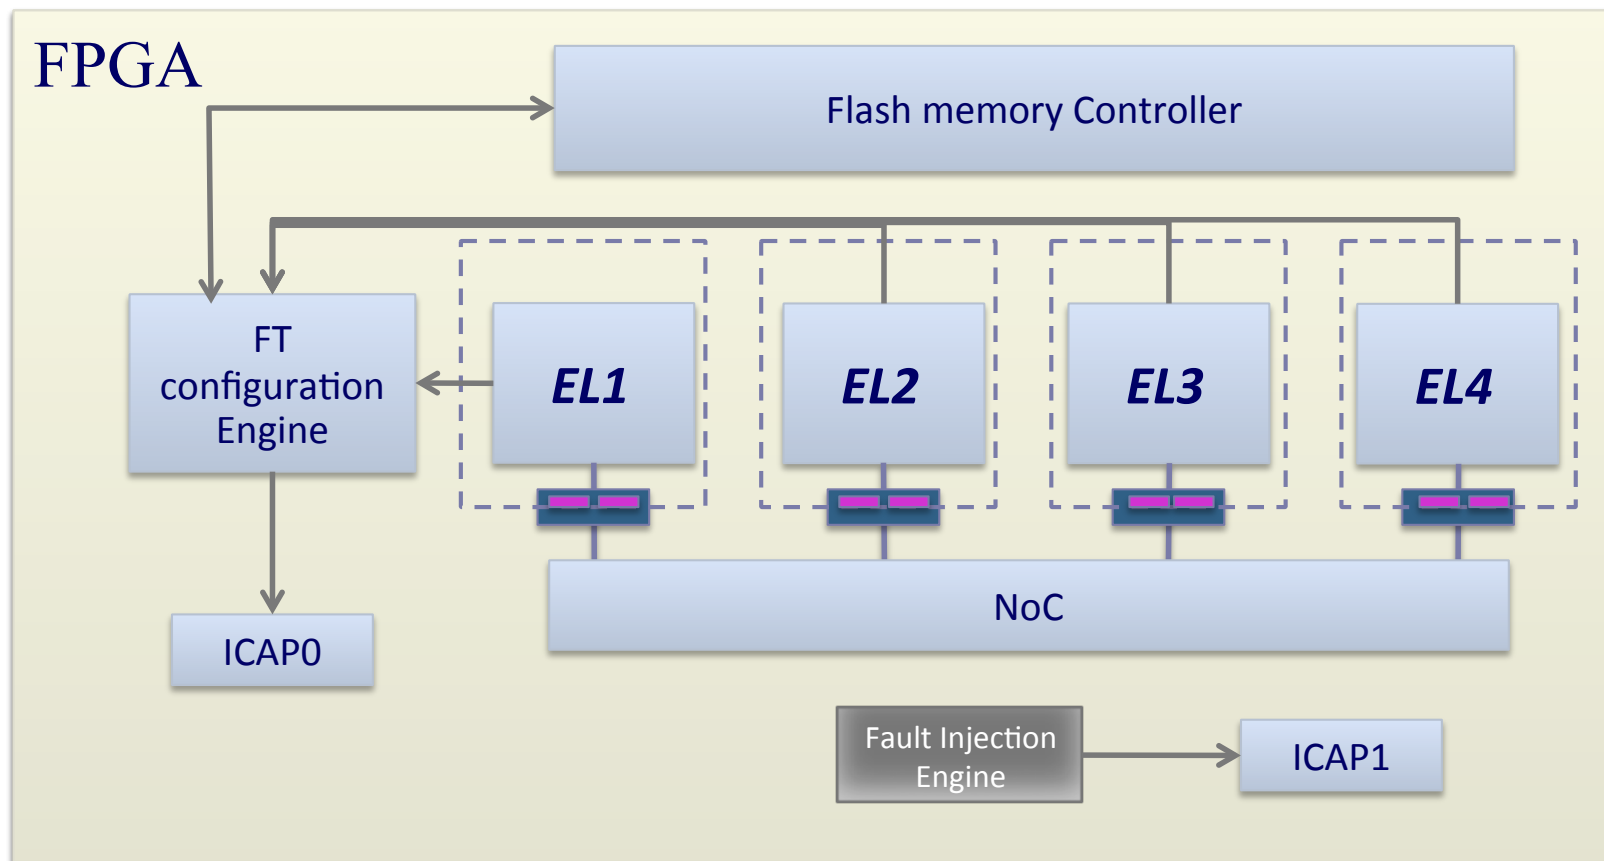 FPGA
Flash memory Controller
FT
configuration
Engine
EL1
EL2
EL3
EL4
NoC
ICAP0
Fault Injection
Engine
ICAP1